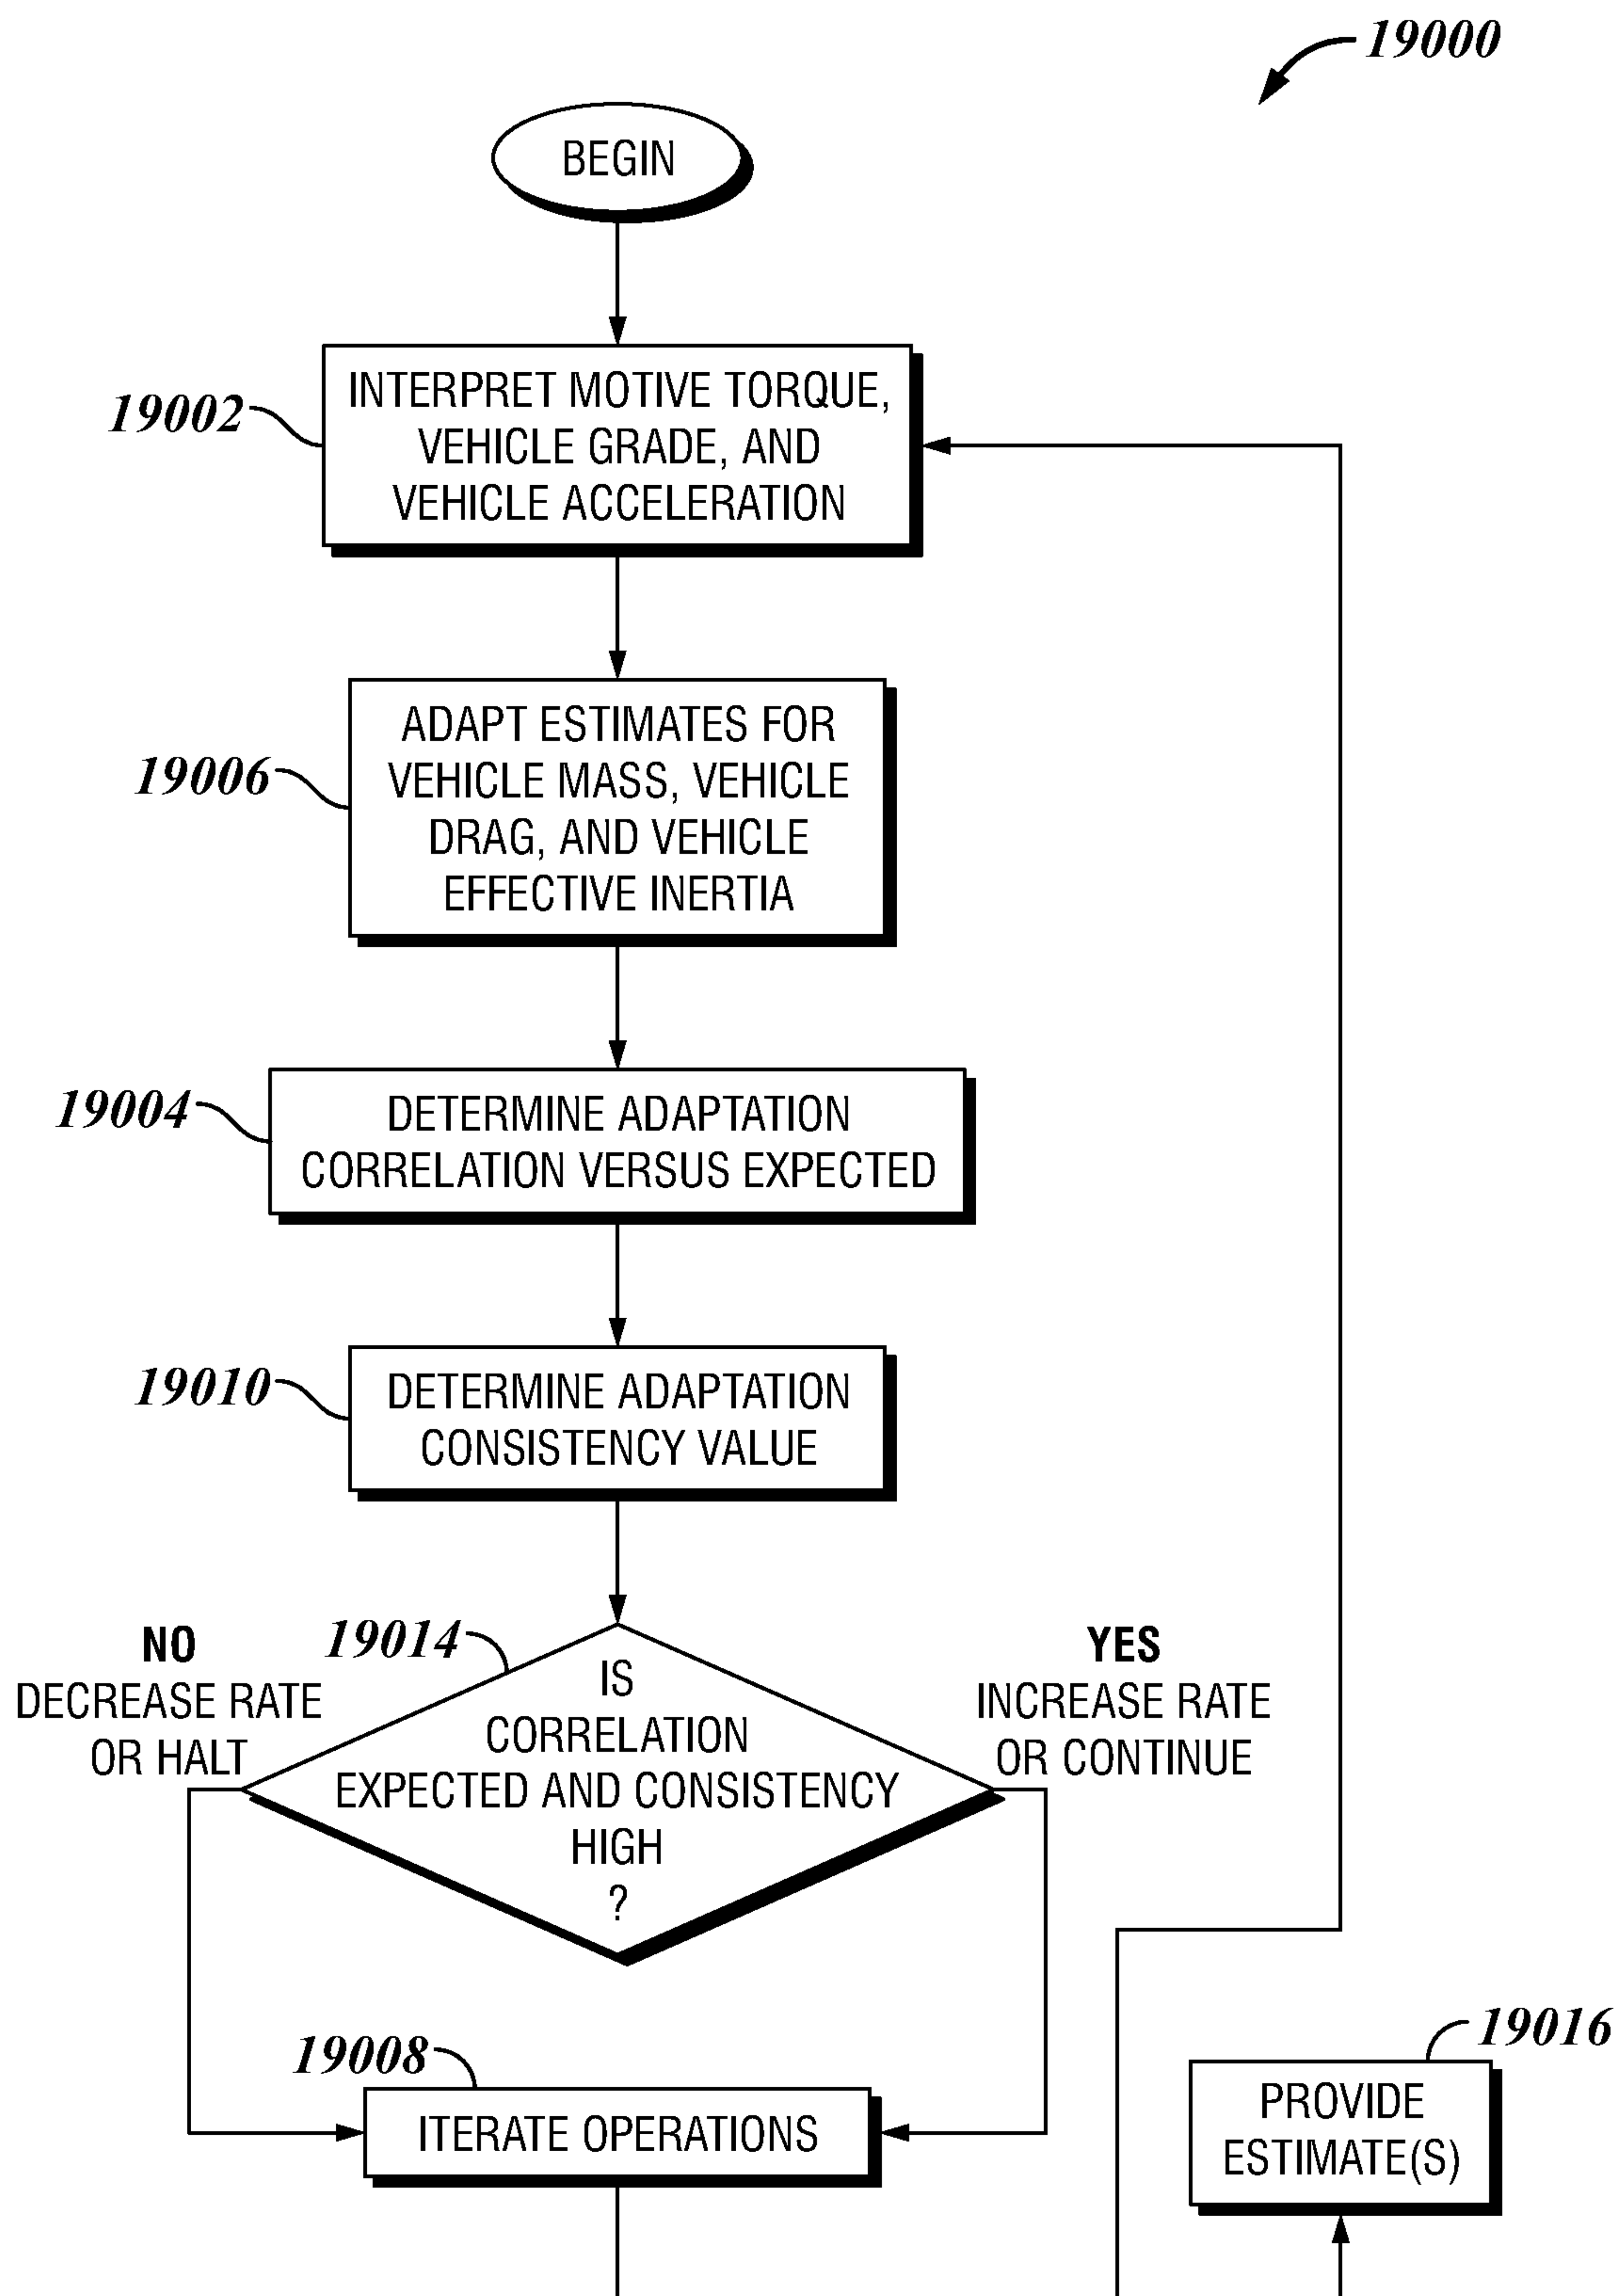 19000
BEGIN
19002
INTERPRET MOTIVE TORQUE,
VEHICLE GRADE, AND
VEHICLE ACCELERATION
19006
ADAPT ESTIMATES FOR
VEHICLE MASS, VEHICLE
DRAG, AND VEHICLE
EFFECTIVE INERTIA
19004
DETERMINE ADAPTATION
CORRELATION VERSUS EXPECTED
19010
DETERMINE ADAPTATION
CONSISTENCY VALUE
19014
NO
DECREASE RATE
OR HALT
IS
CORRELATION
EXPECTED AND CONSISTENCY
HIGH
?
YES
INCREASE RATE
OR CONTINUE
19008
ITERATE OPERATIONS
19016
PROVIDE
ESTIMATE(S)